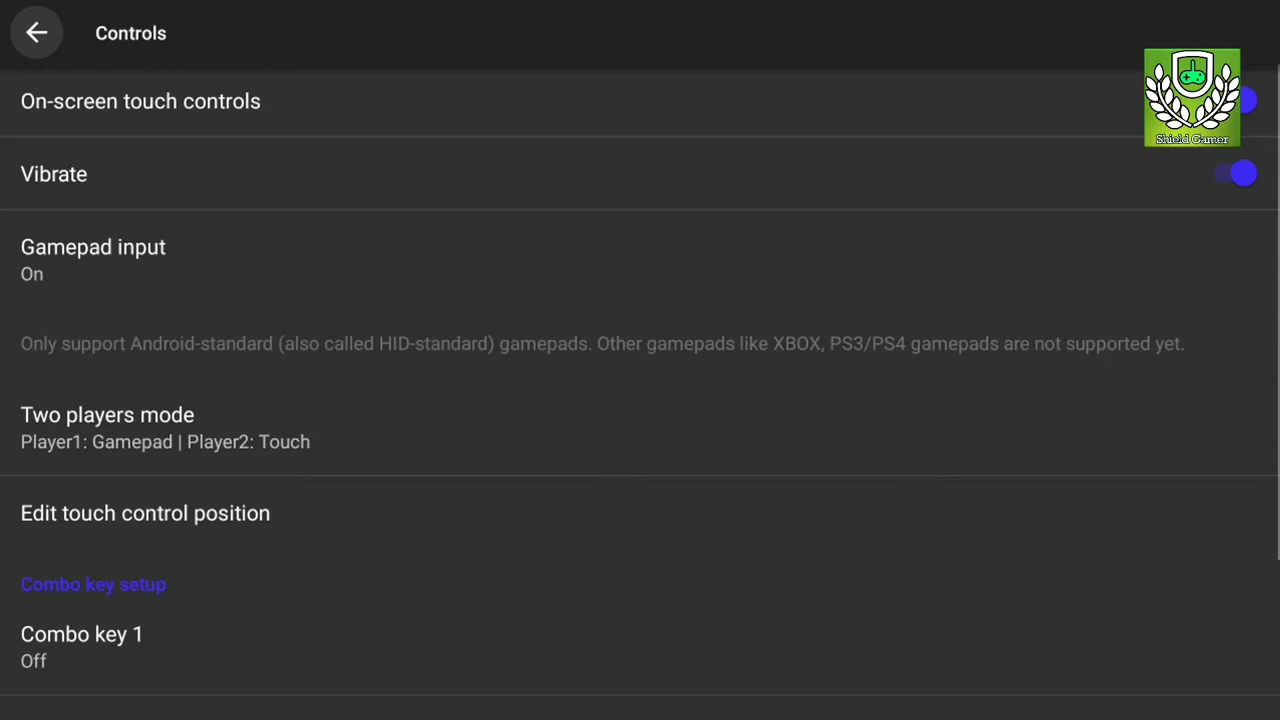 Controls
On-screen touch controls
Shield Gamer
Vibrate
Gamepad input
On
Only support Android-standard (also called HID-standard) gamepads. Other gamepads like XBOX, PS3/PS4 gamepads are not supported yet.
Two players mode
Player1: Gamepad | Player2: Touch
Edit touch control position
Combo key setup
Combo key 1
Off